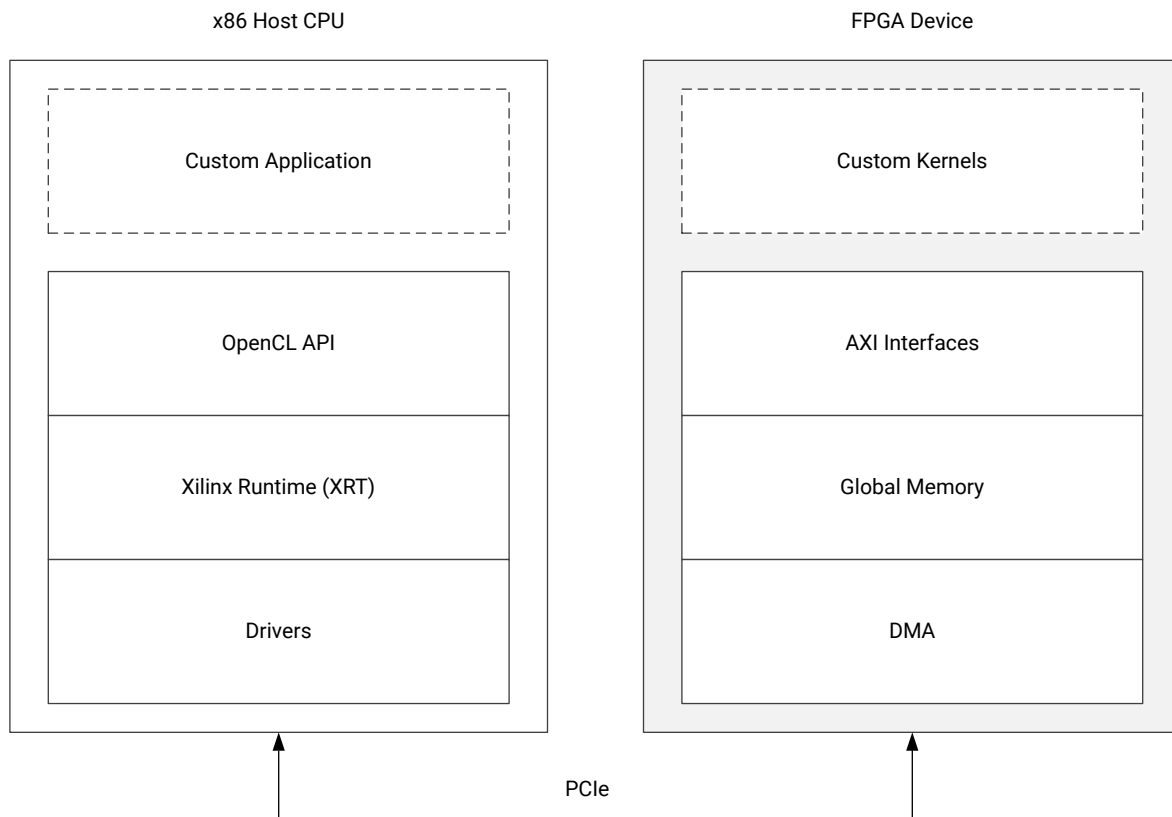 x86 Host CPU
FPGA Device
Custom Application
Custom Kernels
OpenCL API
AXI Interfaces
Xilinx Runtime (XRT)
Global Memory
Drivers
DMA
PCIe